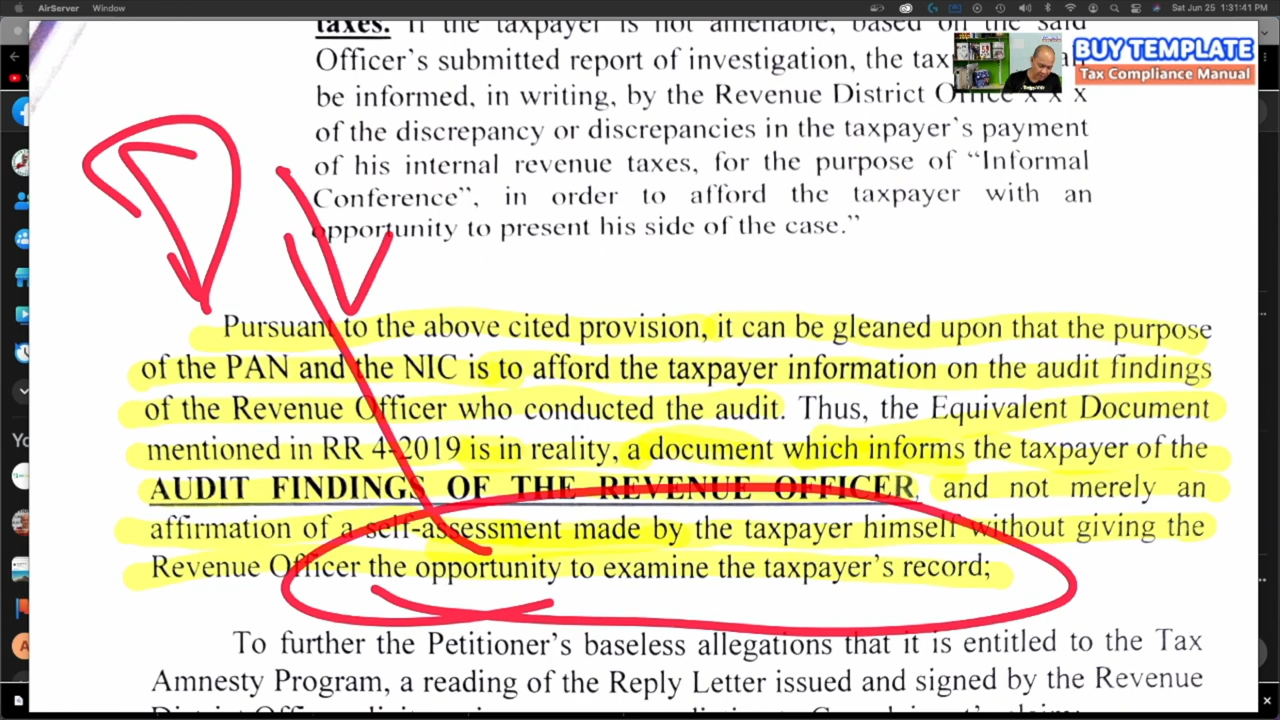 AirServer Window
Sat Jun 25 1:31:41 PM
taxes. If the taxpayer is not amenable, based on the said
Officer's submitted report of investigation, the
BUY TEMPLATE
Tax Compliance Manual
be informed, in writing, by the Revenue District Office x x x
of the discrepancy or discrepancies in the taxpayer's payment
of his internal revenue taxes, for the purpose of “Informal
Conference”, in order to afford the taxpayer with an
opportunity to present his side of the case.”
Pursuant to the above cited provision, it can be gleaned upon that the purpose
of the PAN and the NIC is to afford the taxpayer information on the audit findings
of the Revenue Officer who conducted the audit. Thus, the Equivalent Document
mentioned in RR 4-2019 is in reality, a document which informs the taxpayer of the
AUDIT FINDINGS OF THE REVENUE OFFICER, and not merely an
affirmation of a self-assessment made by the taxpayer himself without giving the
Revenue Officer the opportunity to examine the taxpayer's record;
To further the Petitioner's baseless allegations that it is entitled to the Tax
Amnesty Program, a reading of the Reply Letter issued and signed by the Revenue